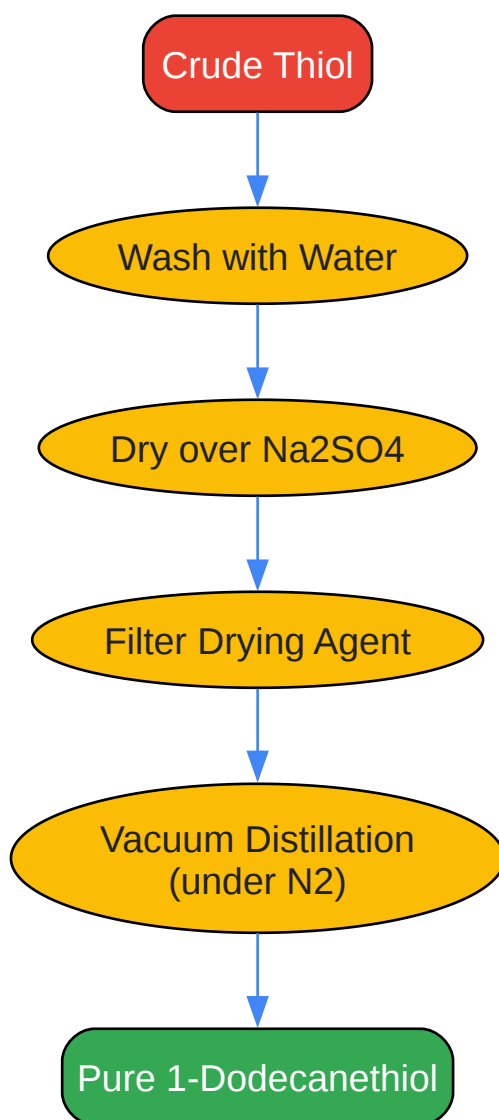 Crude Thiol
Wash with Water
Dry over Na2SO4
Filter Drying Agent
Vacuum Distillation
(under N2)
Pure 1-Dodecanethiol